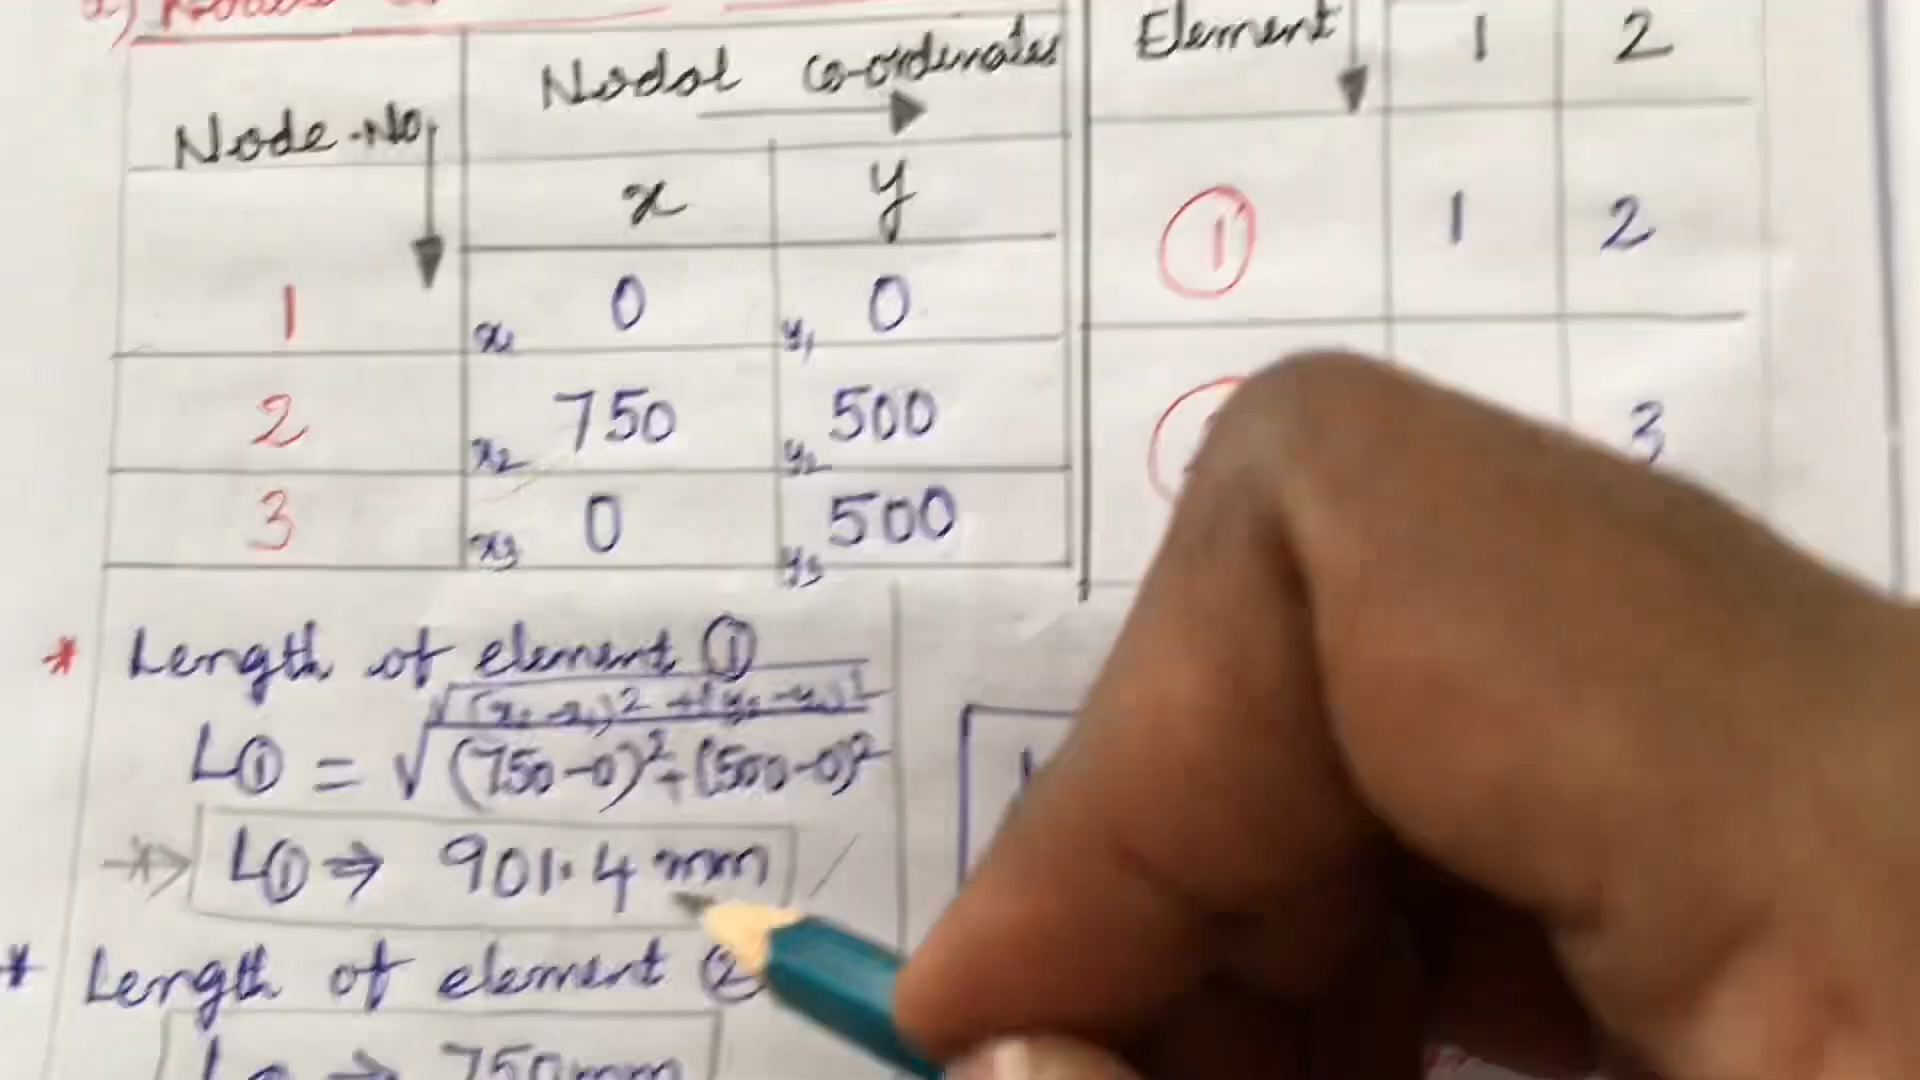 Nodal Co-ordinates
Node-No
x y
1 x1 0 y1 0
2 x2 750 y2 500
3 x3 0 y3 500
Element 1 2
① 1 2
3
* Length of element ①
√(x2-x1)2+(y2-y1)2
L① = √(750-0)2+(500-0)2
L① ⇒ 901.4 mm
* Length of element ②
⇒ 750mm